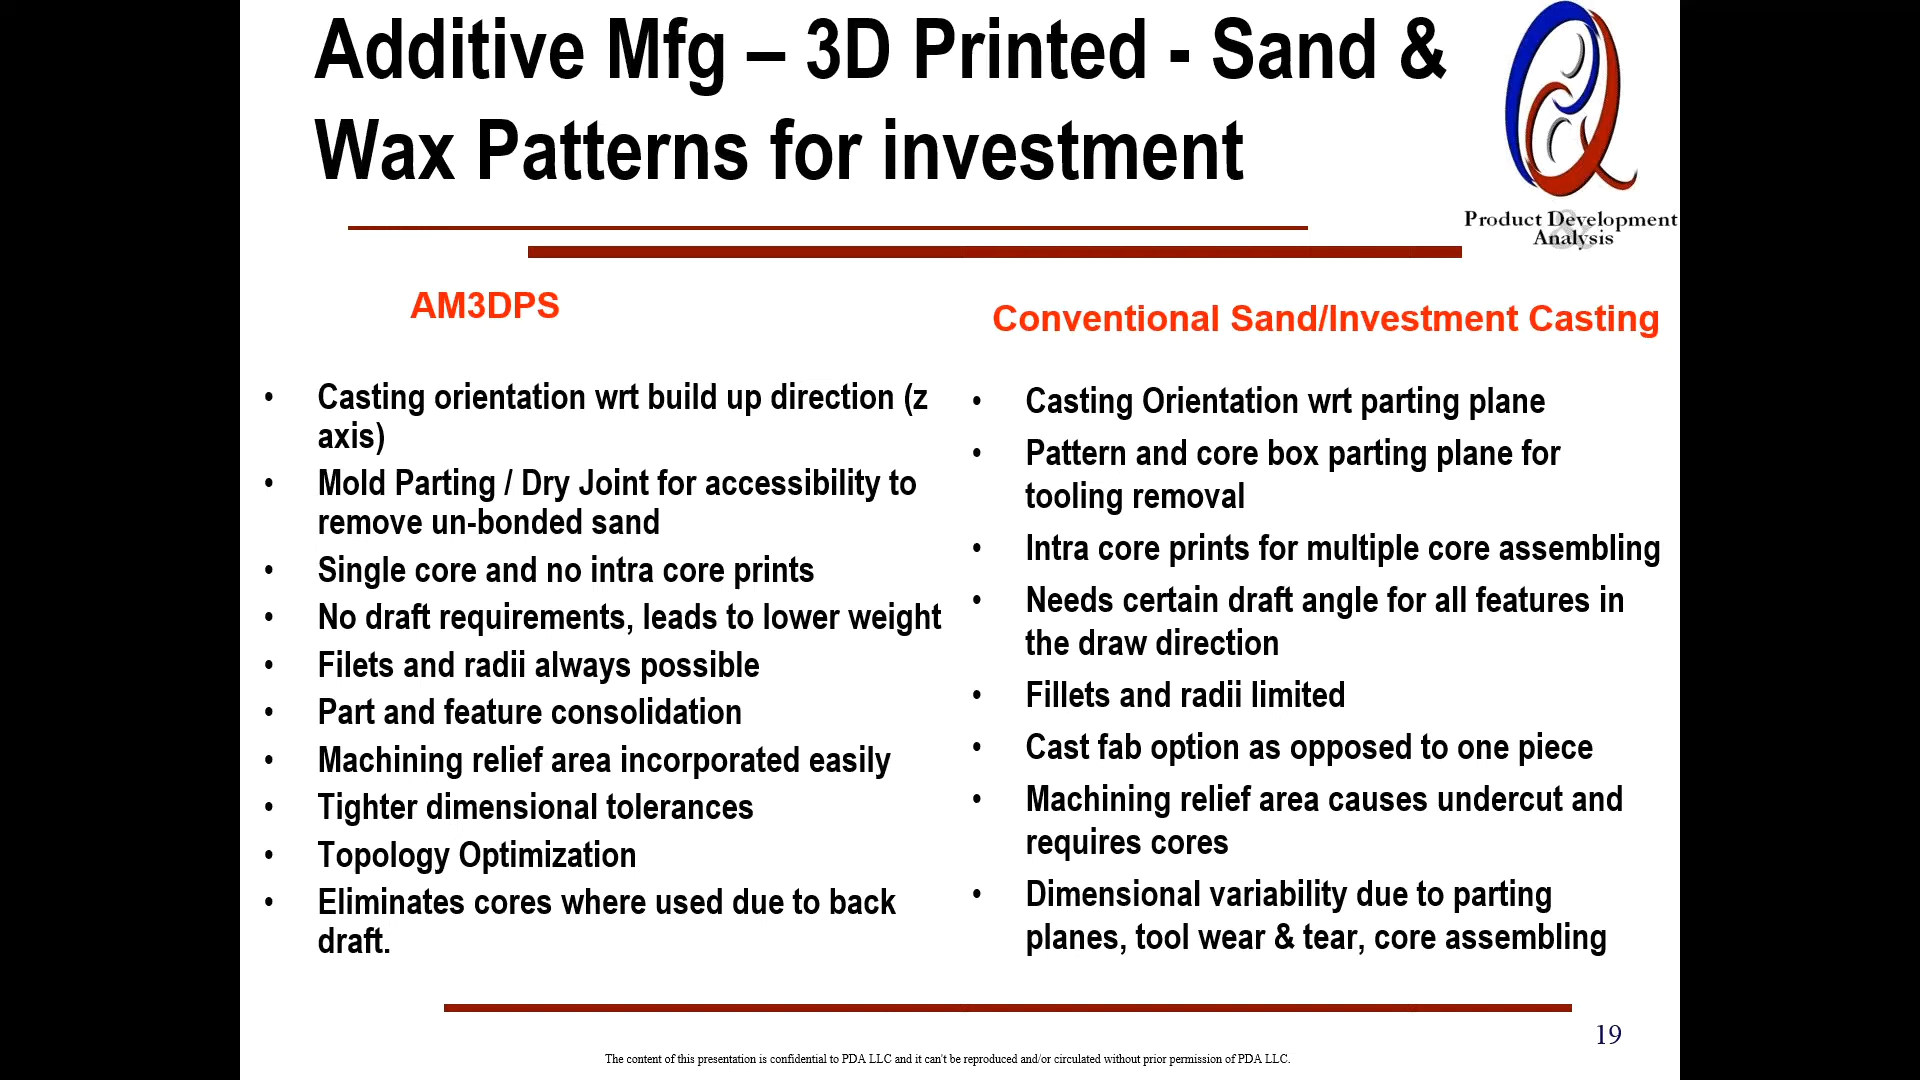 Additive Mfg – 3D Printed - Sand &
Wax Patterns for investment
Product Development
&
Analysis
AM3DPS
• Casting orientation wrt build up direction (z
axis)
• Mold Parting / Dry Joint for accessibility to
remove un-bonded sand
• Single core and no intra core prints
• No draft requirements, leads to lower weight
• Filets and radii always possible
• Part and feature consolidation
• Machining relief area incorporated easily
• Tighter dimensional tolerances
• Topology Optimization
• Eliminates cores where used due to back
draft.
Conventional Sand/Investment Casting
• Casting Orientation wrt parting plane
• Pattern and core box parting plane for
tooling removal
• Intra core prints for multiple core assembling
• Needs certain draft angle for all features in
the draw direction
• Fillets and radii limited
• Cast fab option as opposed to one piece
• Machining relief area causes undercut and
requires cores
• Dimensional variability due to parting
planes, tool wear & tear, core assembling
19
The content of this presentation is confidential to PDA LLC and it can't be reproduced and/or circulated without prior permission of PDA LLC.